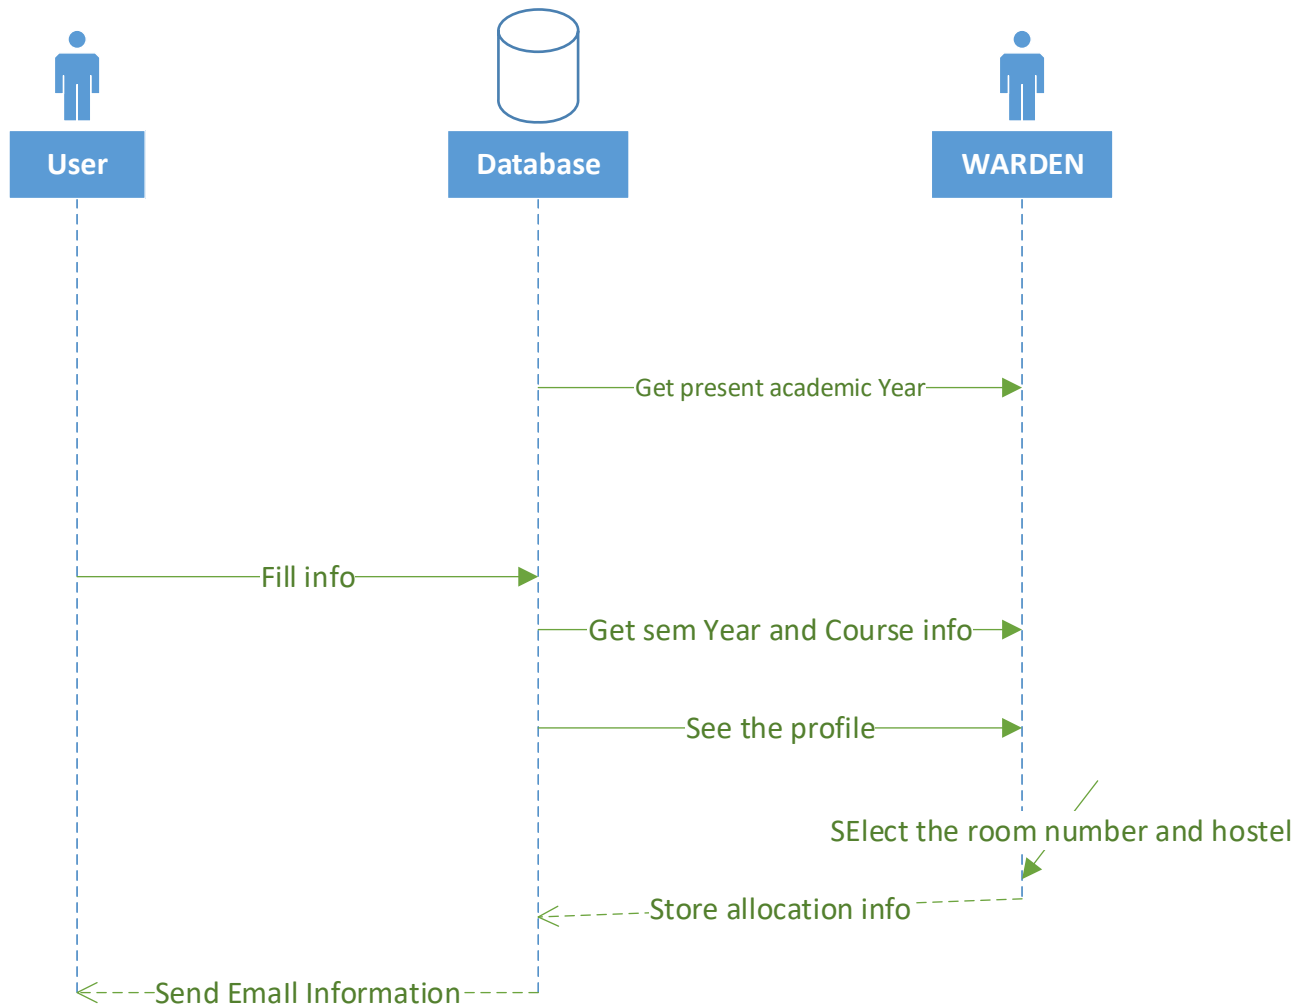 User
Database
WARDEN
Get present academic Year
Fill info
Get sem Year and Course info
See the profile
SElect the room number and hostel
Store allocation info
Send EmaIl Information